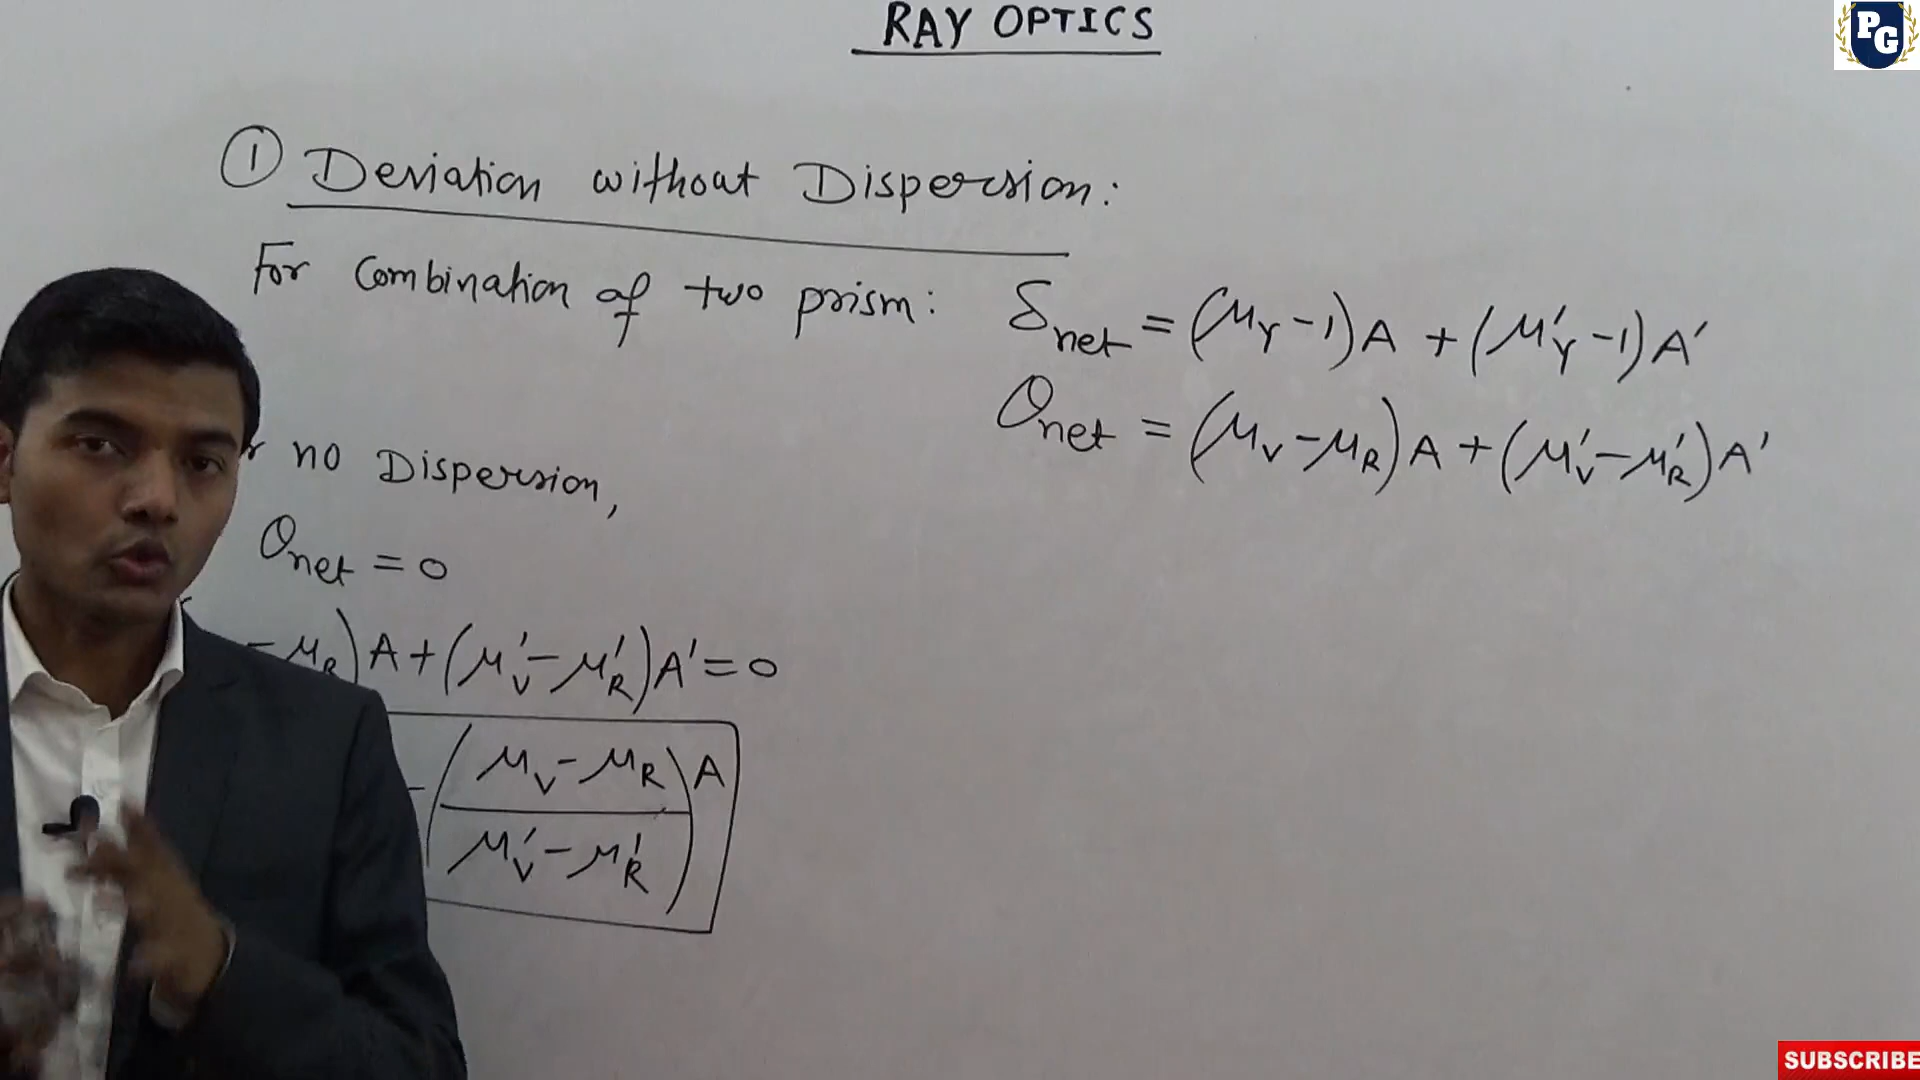 RAY OPTICS
PG
① Deviation without Dispersion:
For Combination of two prism: δnet = (μY - 1)A + (μ'Y - 1)A'
θnet = (μV - μR)A + (μ'V - μ'R)A'
r no Dispersion,
θnet = 0
- μR)A + (μ'V - μ'R)A' = 0
- ((μV - μR)/(μ'V - μ'R))A
SUBSCRIBE